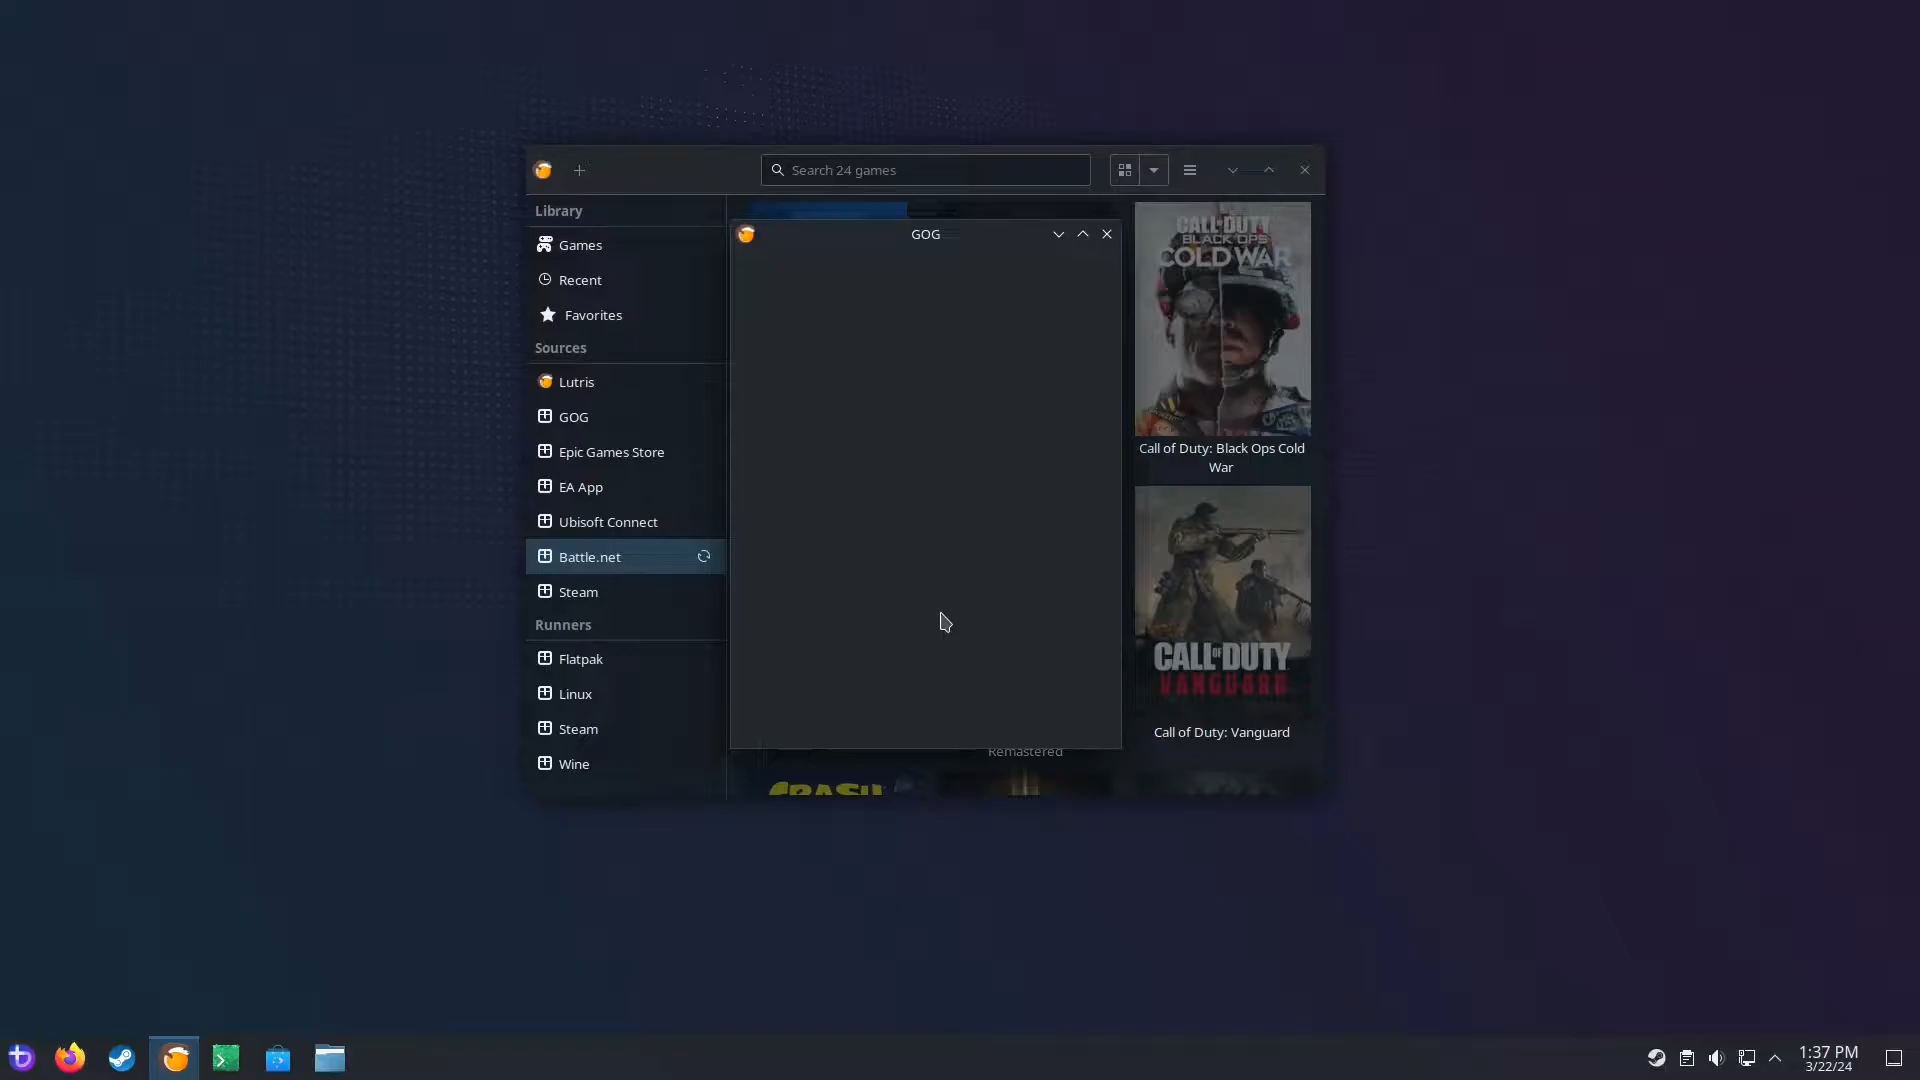 Search 24 games
Library
Games
Recent
Favorites
Sources
Lutris
GOG
Epic Games Store
EA App
Ubisoft Connect
Battle.net
Steam
Runners
Flatpak
Linux
Steam
Wine
GOG
CALL OF DUTY
BLACK OPS
COLD WAR
Call of Duty: Black Ops Cold
War
CALL OF DUTY
VANGUARD
Call of Duty: Vanguard
Remastered
CRASH
1:37 PM
3/22/24